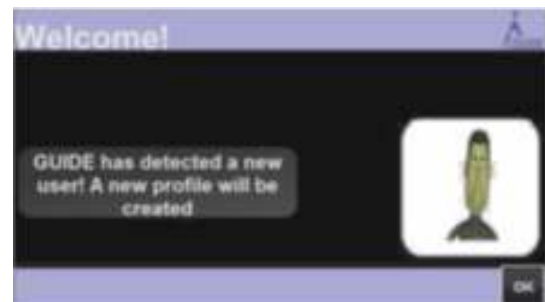 Welcome!
GUIDE has detected a new
user! A new profile will be
created
OK